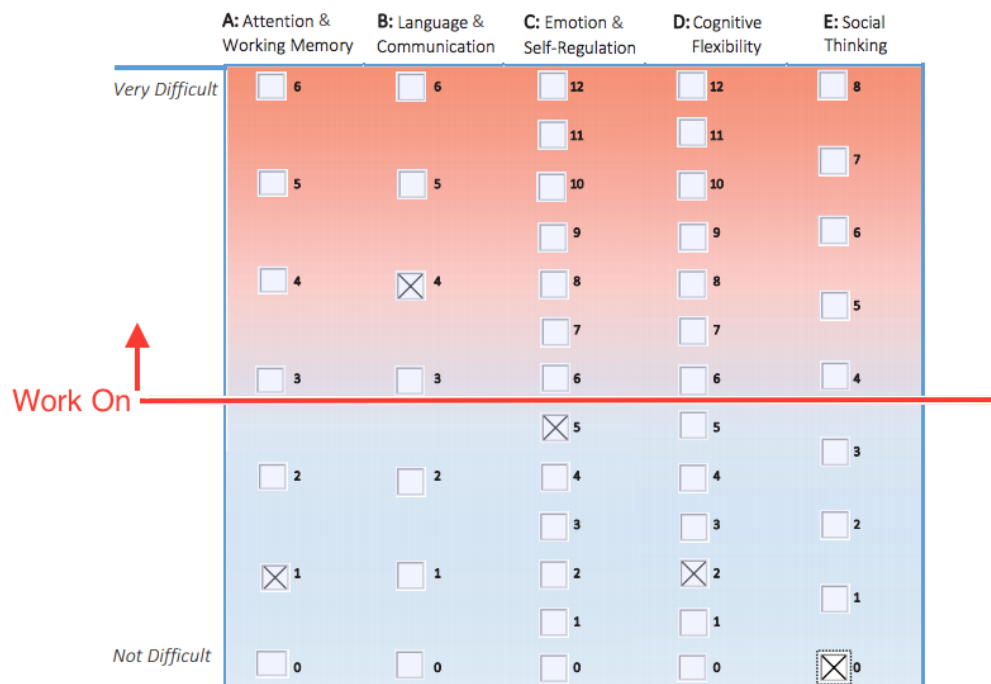 A: Attention & Working Memory
B: Language & Communication
C: Emotion & Self-Regulation
D: Cognitive Flexibility
E: Social Thinking
Very Difficult
6 6 12 12 8
11 11
7
5 5 10 10
9 9 6
4 4 8 8
5
7 7
3 3 6 6 4
Work On
5 5
3
2 2 4 4
3 3 2
1 1 2 2
1
1 1
Not Difficult
0 0 0 0 0